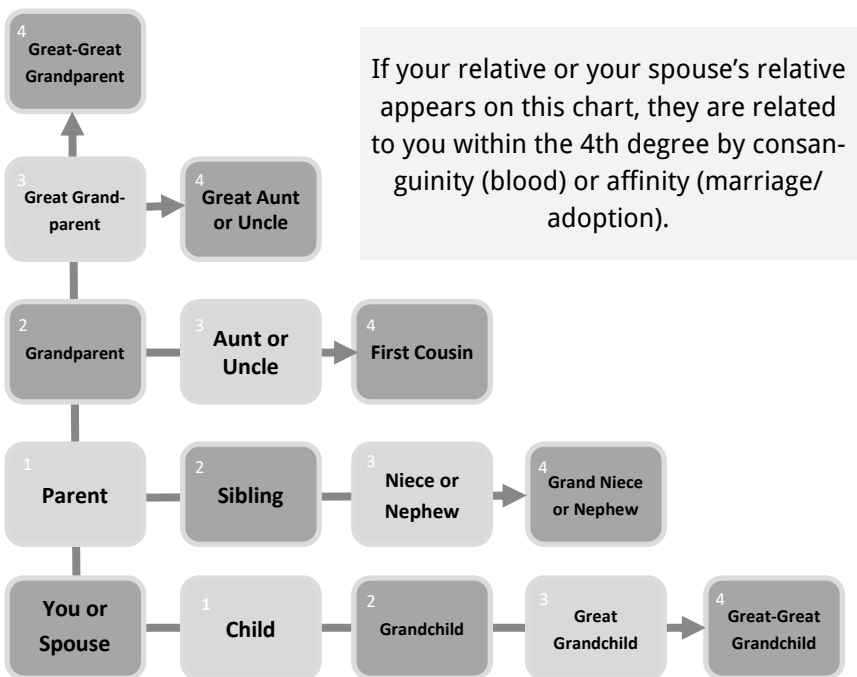 4
Great-Great
Grandparent
If your relative or your spouse's relative
appears on this chart, they are related
to you within the 4th degree by consan-
guinity (blood) or affinity (marriage/
adoption).
3
Great Grand-
parent
4
Great Aunt
or Uncle
2
Grandparent
3
Aunt or
Uncle
4
First Cousin
1
Parent
2
Sibling
3
Niece or
Nephew
4
Grand Niece
or Nephew
You or
Spouse
1
Child
2
Grandchild
3
Great
Grandchild
4
Great-Great
Grandchild